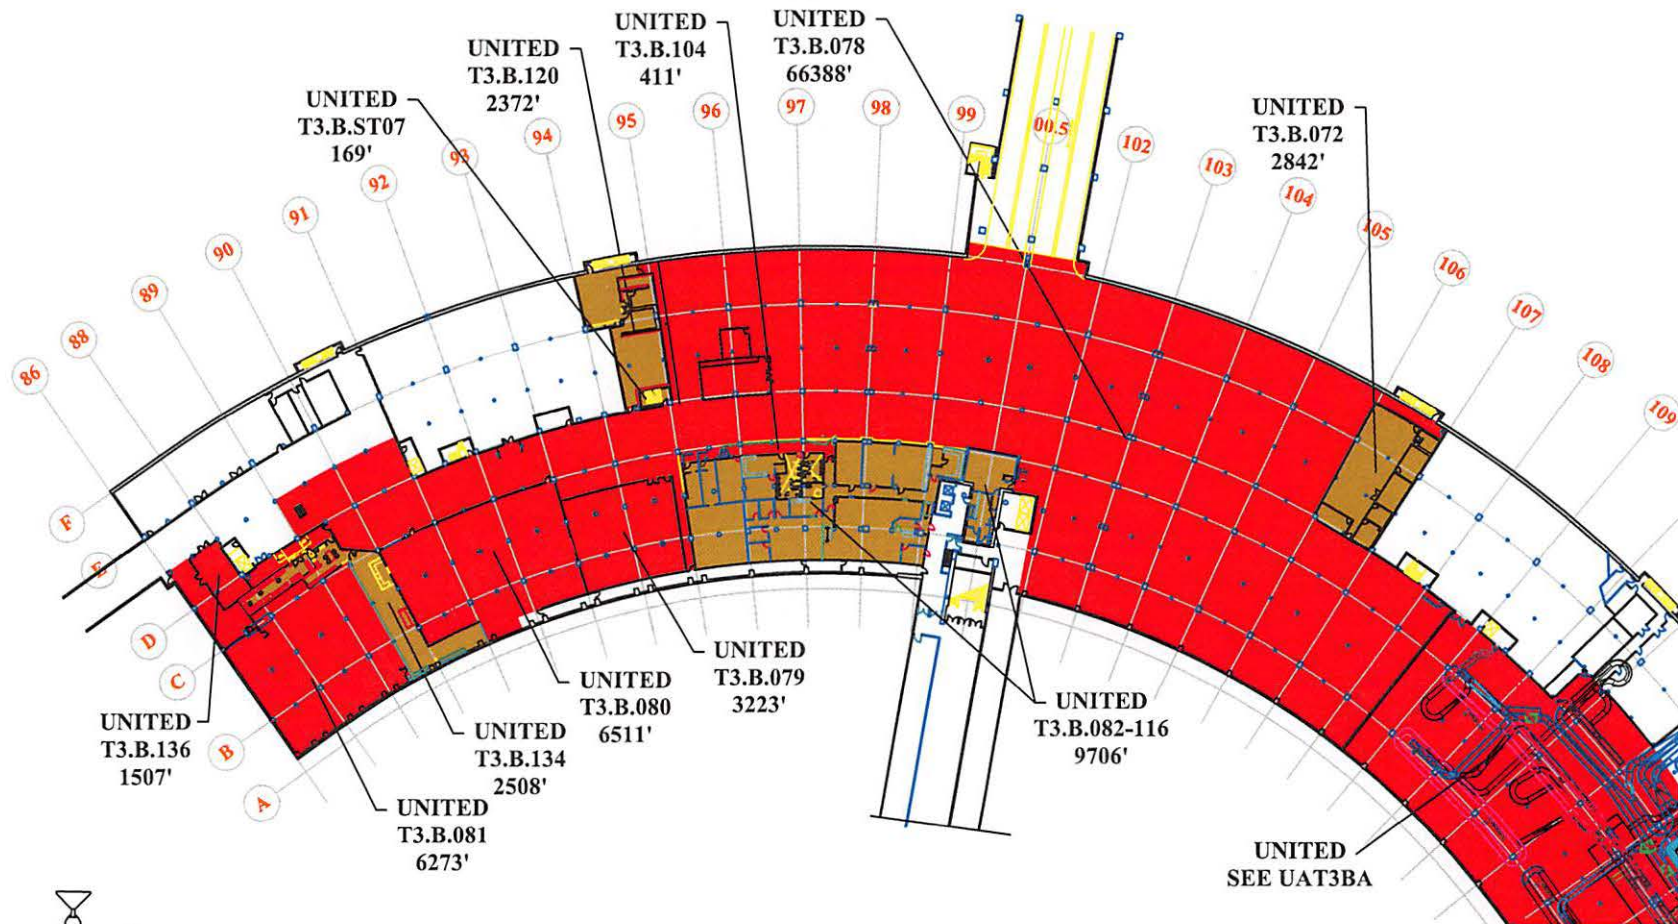 UNITED
T3.B.104
411'
UNITED
T3.B.078
66388'
UNITED
T3.B.120
2372'
UNITED
T3.B.ST07
169'
UNITED
T3.B.072
2842'
86
88
89
90
91
92
93
94
95
96
97
98
99
00.5
102
103
104
105
106
107
108
109
F
E
D
C
B
A
UNITED
T3.B.136
1507'
UNITED
T3.B.081
6273'
UNITED
T3.B.134
2508'
UNITED
T3.B.080
6511'
UNITED
T3.B.079
3223'
UNITED
T3.B.082-116
9706'
UNITED
SEE UAT3BA